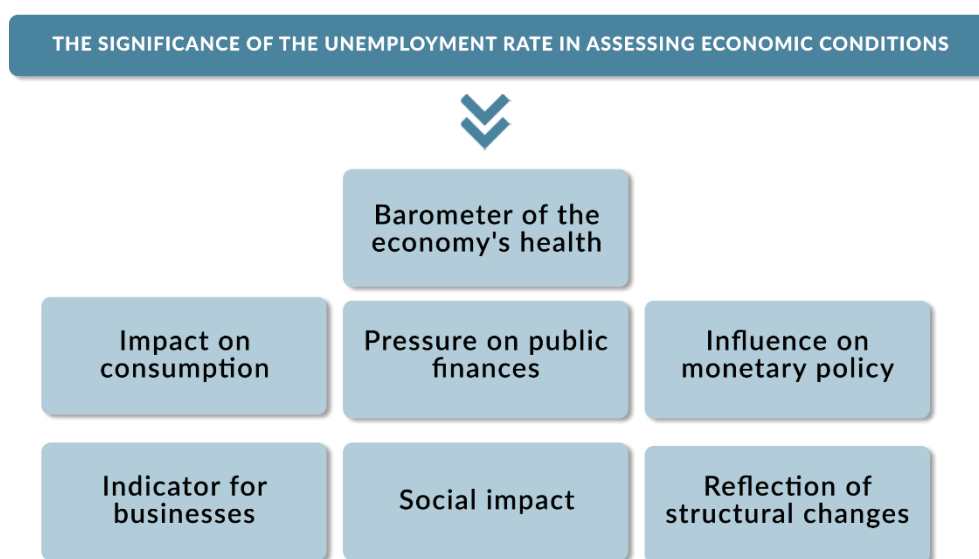 THE SIGNIFICANCE OF THE UNEMPLOYMENT RATE IN ASSESSING ECONOMIC CONDITIONS
Barometer of the
economy's health
Impact on
consumption
Pressure on public
finances
Influence on
monetary policy
Indicator for
businesses
Social impact
Reflection of
structural changes